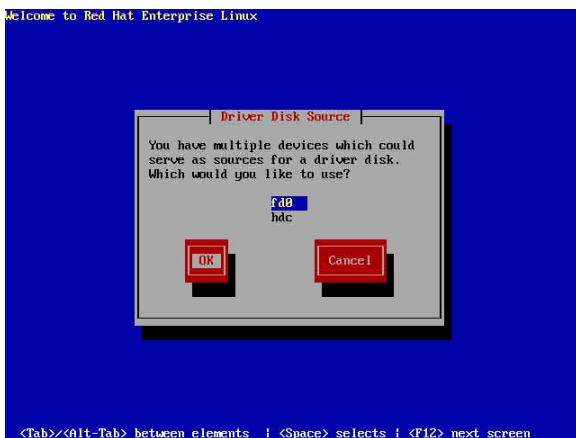 Welcome to Red Hat Enterprise Linux
Driver Disk Source
You have multiple devices which could
serve as sources for a driver disk.
Which would you like to use?
fd0
hdc
OK Cancel
<Tab>/<Alt-Tab> between elements | <Space> selects | <F12> next screen